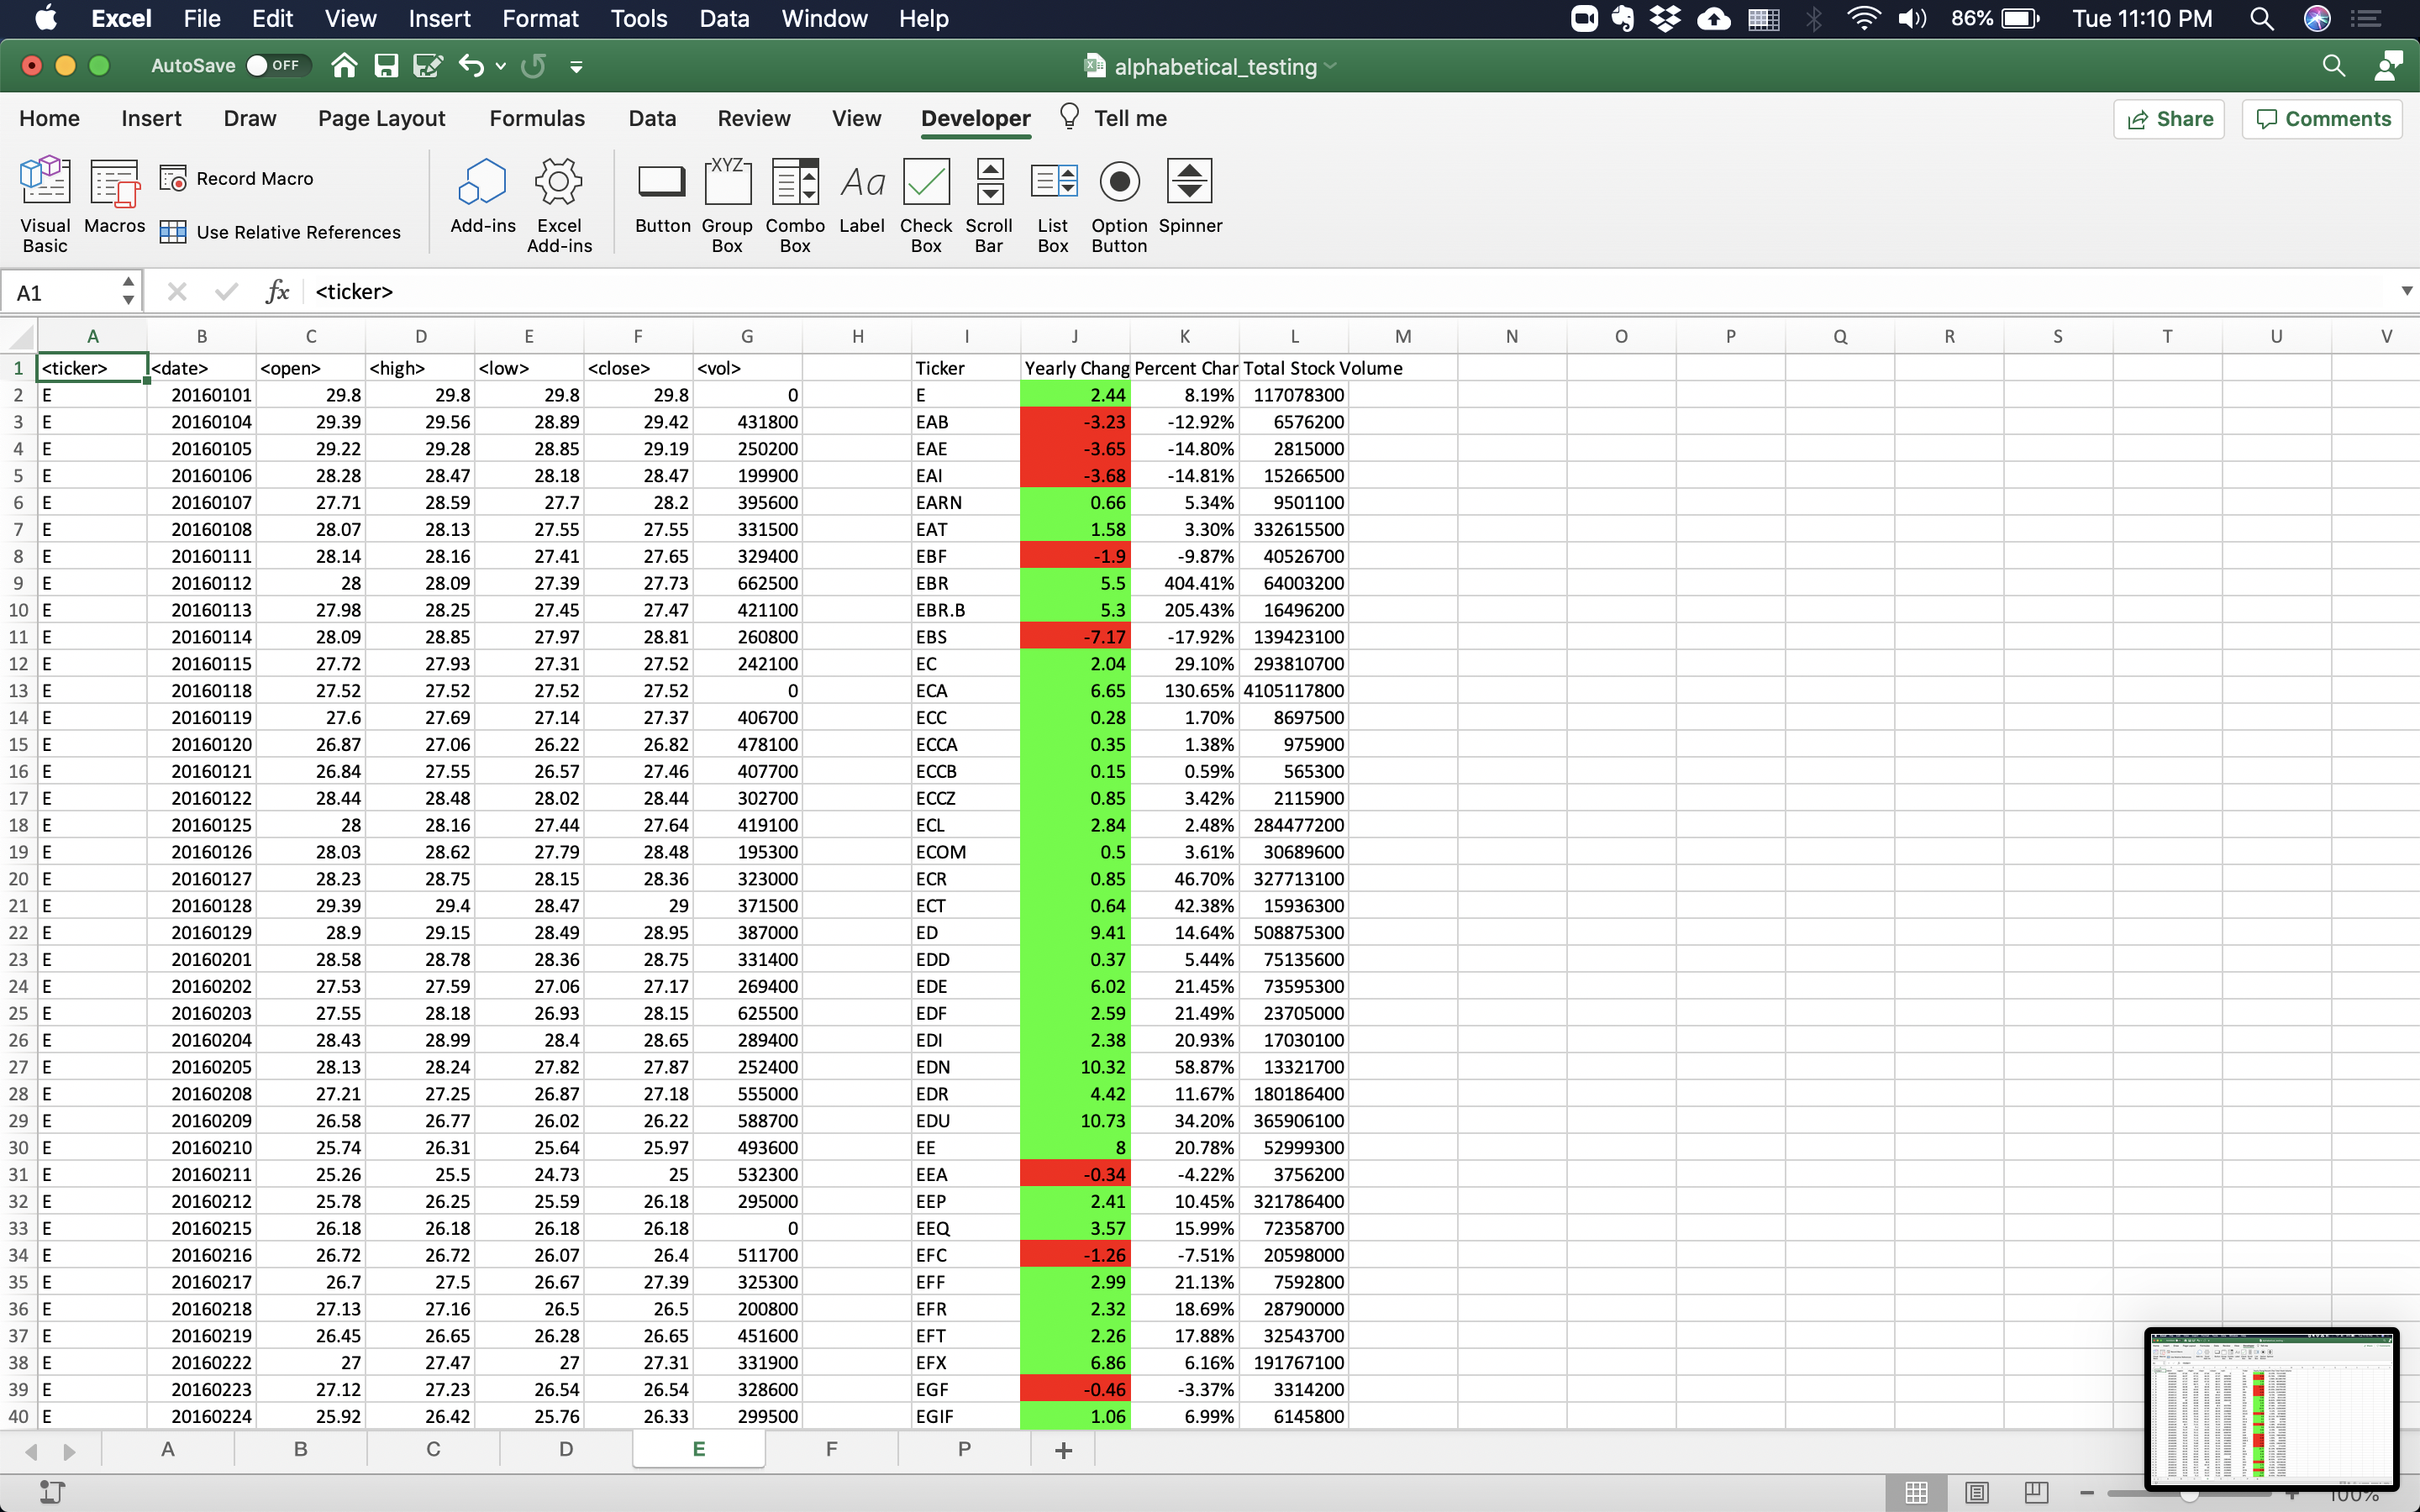 Excel File Edit View Insert Format Tools Data Window Help 86% Tue 11:10 PM
AutoSave OFF alphabetical_testing
Home Insert Draw Page Layout Formulas Data Review View Developer Tell me Share Comments
Visual Basic Macros Record Macro Use Relative References Add-ins Excel Add-ins Button XYZ Group Box Combo Box Aa Label Check Box Scroll Bar List Box Option Button Spinner
A1 fx <ticker>
A B C D E F G H I J K L M N O P Q R S T U V
1 <ticker> <date> <open> <high> <low> <close> <vol> Ticker Yearly Chang Percent Char Total Stock Volume
2 E 20160101 29.8 29.8 29.8 29.8 0 E 2.44 8.19% 117078300
3 E 20160104 29.39 29.56 28.89 29.42 431800 EAB -3.23 -12.92% 6576200
4 E 20160105 29.22 29.28 28.85 29.19 250200 EAE -3.65 -14.80% 2815000
5 E 20160106 28.28 28.47 28.18 28.47 199900 EAI -3.68 -14.81% 15266500
6 E 20160107 27.71 28.59 27.7 28.2 395600 EARN 0.66 5.34% 9501100
7 E 20160108 28.07 28.13 27.55 27.55 331500 EAT 1.58 3.30% 332615500
8 E 20160111 28.14 28.16 27.41 27.65 329400 EBF -1.9 -9.87% 40526700
9 E 20160112 28 28.09 27.39 27.73 662500 EBR 5.5 404.41% 64003200
10 E 20160113 27.98 28.25 27.45 27.47 421100 EBR.B 5.3 205.43% 16496200
11 E 20160114 28.09 28.85 27.97 28.81 260800 EBS -7.17 -17.92% 139423100
12 E 20160115 27.72 27.93 27.31 27.52 242100 EC 2.04 29.10% 293810700
13 E 20160118 27.52 27.52 27.52 27.52 0 ECA 6.65 130.65% 4105117800
14 E 20160119 27.6 27.69 27.14 27.37 406700 ECC 0.28 1.70% 8697500
15 E 20160120 26.87 27.06 26.22 26.82 478100 ECCA 0.35 1.38% 975900
16 E 20160121 26.84 27.55 26.57 27.46 407700 ECCB 0.15 0.59% 565300
17 E 20160122 28.44 28.48 28.02 28.44 302700 ECCZ 0.85 3.42% 2115900
18 E 20160125 28 28.16 27.44 27.64 419100 ECL 2.84 2.48% 284477200
19 E 20160126 28.03 28.62 27.79 28.48 195300 ECOM 0.5 3.61% 30689600
20 E 20160127 28.23 28.75 28.15 28.36 323000 ECR 0.85 46.70% 327713100
21 E 20160128 29.39 29.4 28.47 29 371500 ECT 0.64 42.38% 15936300
22 E 20160129 28.9 29.15 28.49 28.95 387000 ED 9.41 14.64% 508875300
23 E 20160201 28.58 28.78 28.36 28.75 331400 EDD 0.37 5.44% 75135600
24 E 20160202 27.53 27.59 27.06 27.17 269400 EDE 6.02 21.45% 73595300
25 E 20160203 27.55 28.18 26.93 28.15 625500 EDF 2.59 21.49% 23705000
26 E 20160204 28.43 28.99 28.4 28.65 289400 EDI 2.38 20.93% 17030100
27 E 20160205 28.13 28.24 27.82 27.87 252400 EDN 10.32 58.87% 13321700
28 E 20160208 27.21 27.25 26.87 27.18 555000 EDR 4.42 11.67% 180186400
29 E 20160209 26.58 26.77 26.02 26.22 588700 EDU 10.73 34.20% 365906100
30 E 20160210 25.74 26.31 25.64 25.97 493600 EE 8 20.78% 52999300
31 E 20160211 25.26 25.5 24.73 25 532300 EEA -0.34 -4.22% 3756200
32 E 20160212 25.78 26.25 25.59 26.18 295000 EEP 2.41 10.45% 321786400
33 E 20160215 26.18 26.18 26.18 26.18 0 EEQ 3.57 15.99% 72358700
34 E 20160216 26.72 26.72 26.07 26.4 511700 EFC -1.26 -7.51% 20598000
35 E 20160217 26.7 27.5 26.67 27.39 325300 EFF 2.99 21.13% 7592800
36 E 20160218 27.13 27.16 26.5 26.5 200800 EFR 2.32 18.69% 28790000
37 E 20160219 26.45 26.65 26.28 26.65 451600 EFT 2.26 17.88% 32543700
38 E 20160222 27 27.47 27 27.31 331900 EFX 6.86 6.16% 191767100
39 E 20160223 27.12 27.23 26.54 26.54 328600 EGF -0.46 -3.37% 3314200
40 E 20160224 25.92 26.42 25.76 26.33 299500 EGIF 1.06 6.99% 6145800
A B C D E F P +
100%